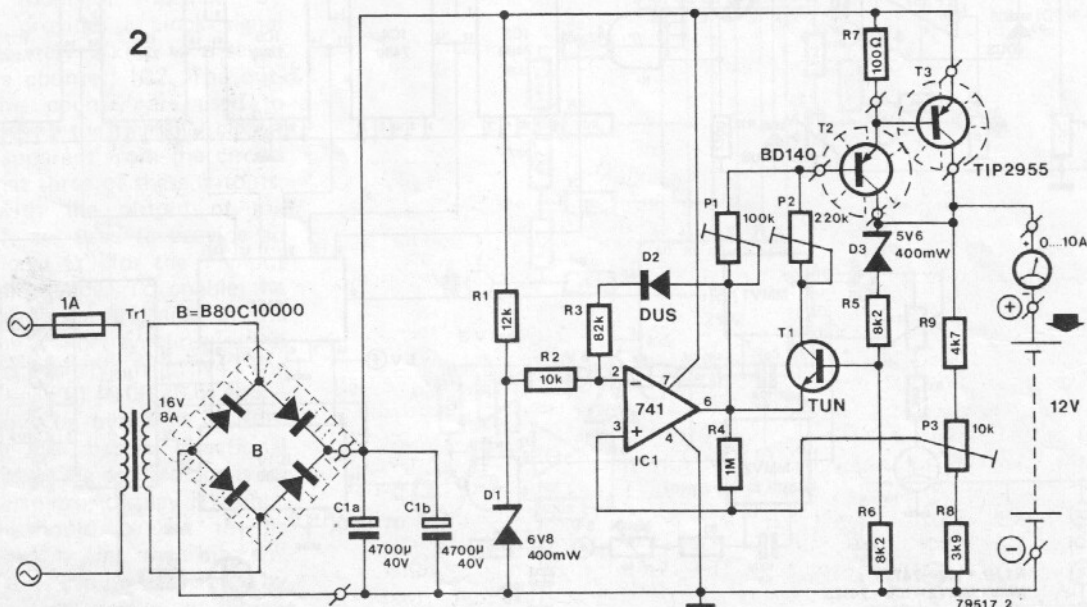 2
R7
100Ω
T3
T2
BD140
TIP2955
P1
100k
P2
220k
5V6
D3
400mW
0...10A
+
−
+
D2
DUS
R1
12k
R3
82k
R5
8k2
R9
4k7
T1
TUN
R2
10k
2
7
741
6
3
4
IC1
R4
1M
P3
10k
12V
1A
Tr1
B=B80C10000
16V
8A
B
C1a
C1b
4700µ
40V
4700µ
40V
D1
6V8
400mW
R6
8k2
R8
3k9
−
79517 2